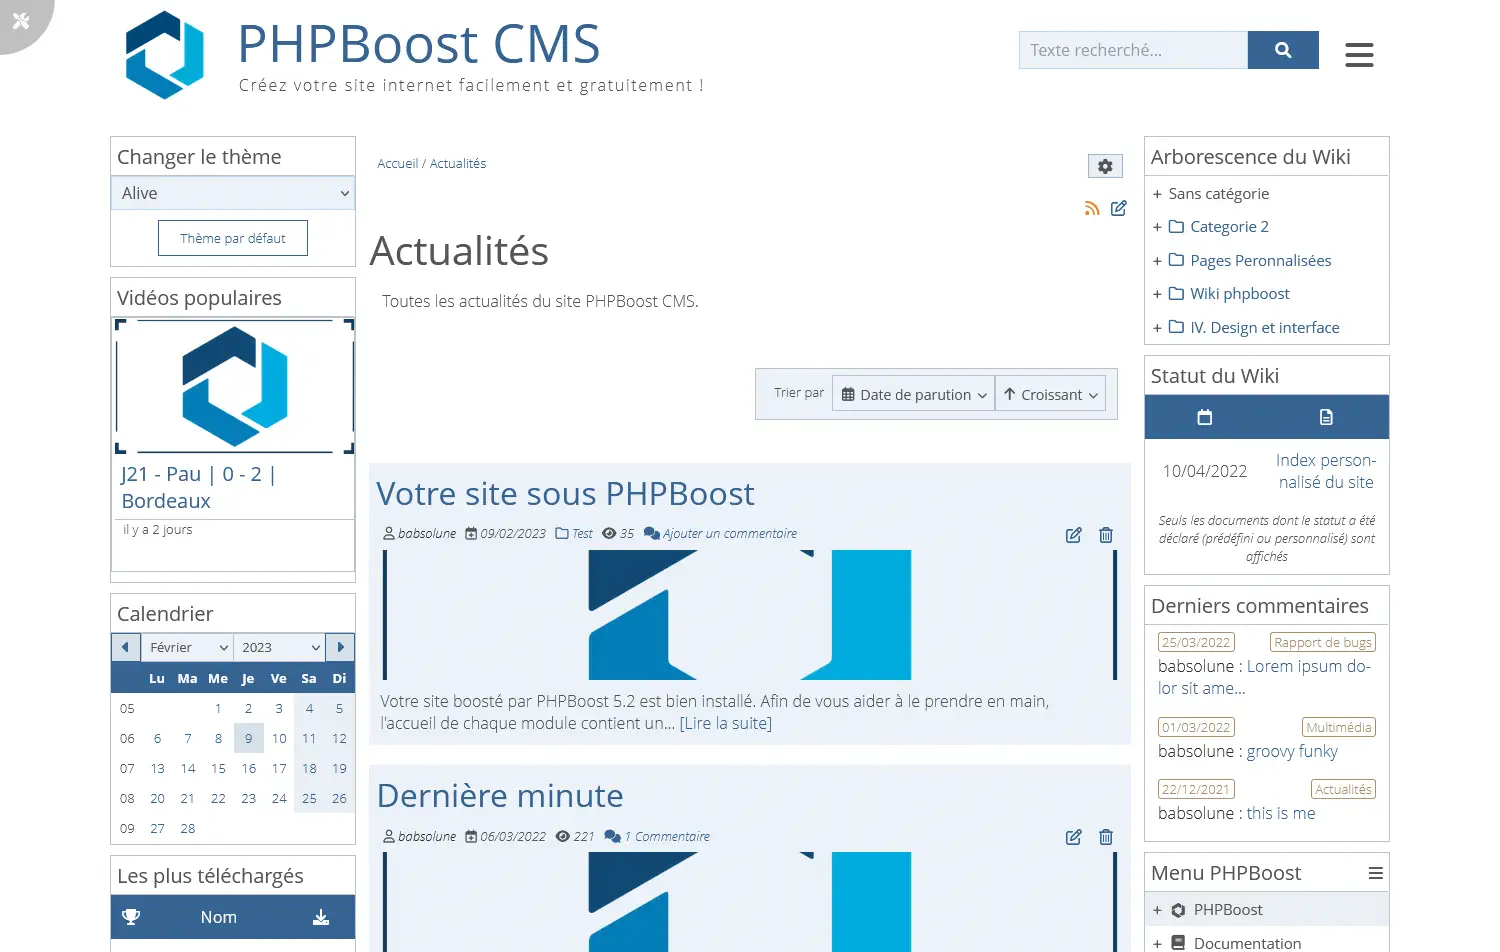 PHPBoost CMS
Créez votre site internet facilement et gratuitement !
Texte recherché...
Changer le thème
Alive
Thème par défaut
Vidéos populaires
J21 - Pau | 0 - 2 |
Bordeaux
il y a 2 jours
Calendrier
Février 2023
Lu Ma Me Je Ve Sa Di
05 1 2 3 4 5
06 6 7 8 9 10 11 12
07 13 14 15 16 17 18 19
08 20 21 22 23 24 25 26
09 27 28
Les plus téléchargés
Nom
Accueil / Actualités
Actualités
Toutes les actualités du site PHPBoost CMS.
Trier par Date de parution Croissant
Votre site sous PHPBoost
babsolune 09/02/2023 Test 35 Ajouter un commentaire
Votre site boosté par PHPBoost 5.2 est bien installé. Afin de vous aider à le prendre en main,
l'accueil de chaque module contient un... [Lire la suite]
Dernière minute
babsolune 06/03/2022 221 1 Commentaire
Arborescence du Wiki
+ Sans catégorie
+ Categorie 2
+ Pages Peronnalisées
+ Wiki phpboost
+ IV. Design et interface
Statut du Wiki
10/04/2022
Index person-
nalisé du site
Seuls les documents dont le statut a été
déclaré (prédéfini ou personnalisé) sont
affichés
Derniers commentaires
25/03/2022 Rapport de bugs
babsolune : Lorem ipsum do-
lor sit ame...
01/03/2022 Multimédia
babsolune : groovy funky
22/12/2021 Actualités
babsolune : this is me
Menu PHPBoost
+ PHPBoost
+ Documentation